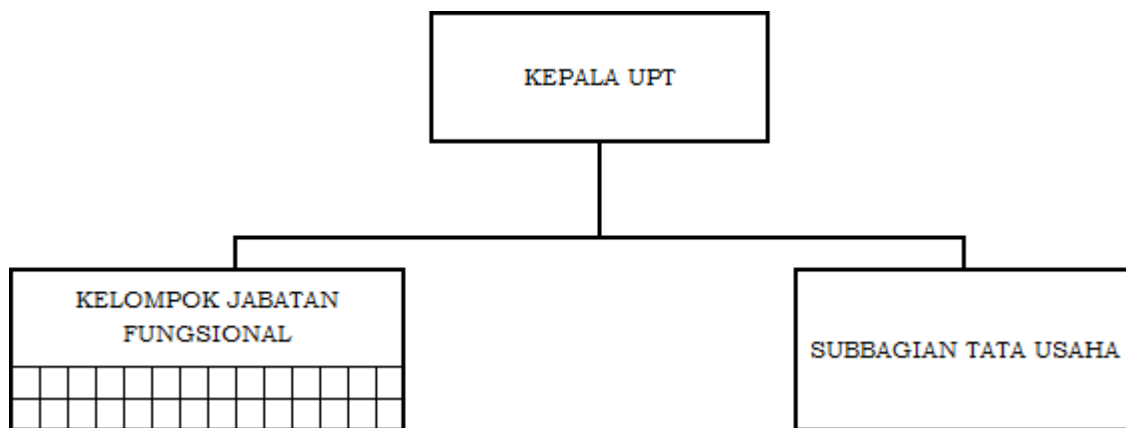 KEPALA UPT
KELOMPOK JABATAN
FUNGSIONAL
SUBBAGIAN TATA USAHA